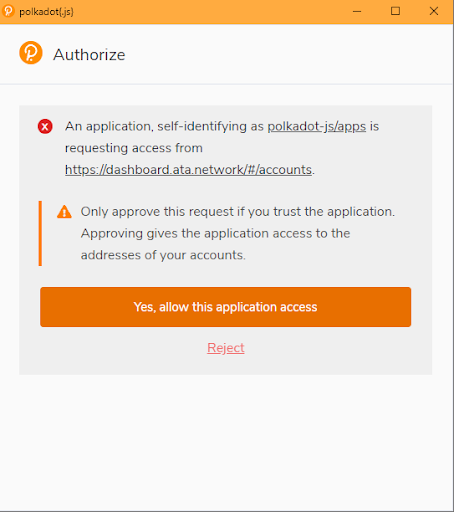 polkadot{.js}
Authorize
An application, self-identifying as polkadot-js/apps is
requesting access from
https://dashboard.ata.network/#/accounts.
Only approve this request if you trust the application.
Approving gives the application access to the
addresses of your accounts.
Yes, allow this application access
Reject